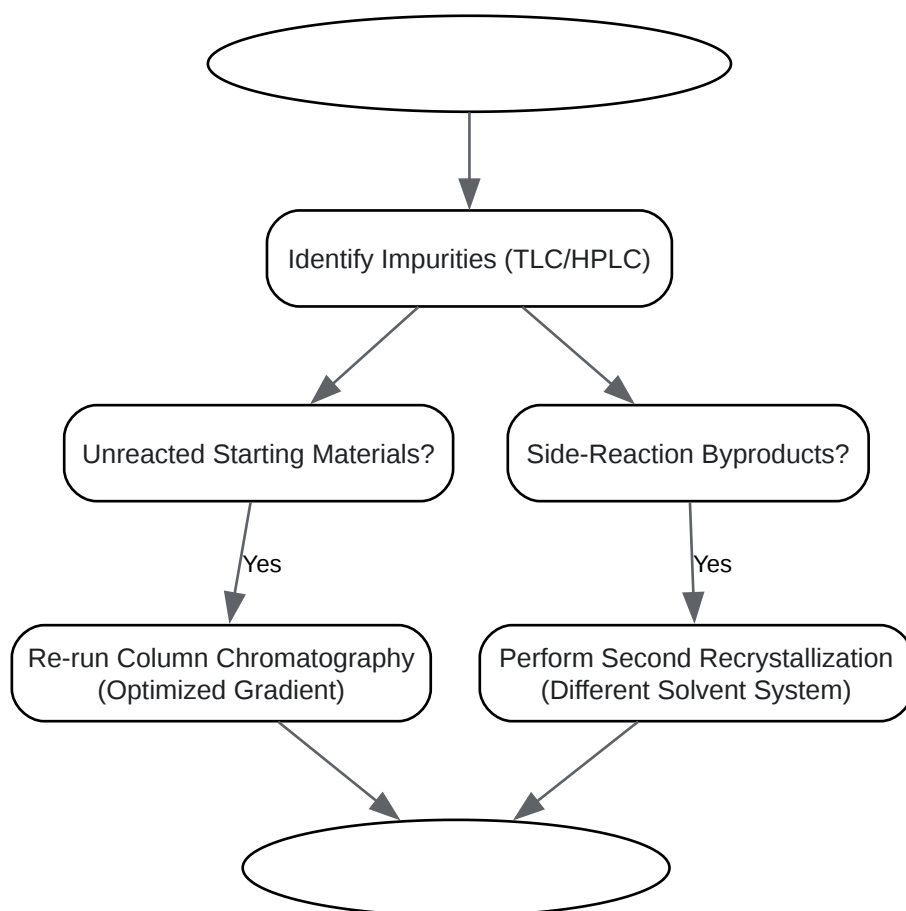 Identify Impurities (TLC/HPLC)
Unreacted Starting Materials?
Side-Reaction Byproducts?
Yes
Yes
Re-run Column Chromatography
(Optimized Gradient)
Perform Second Recrystallization
(Different Solvent System)